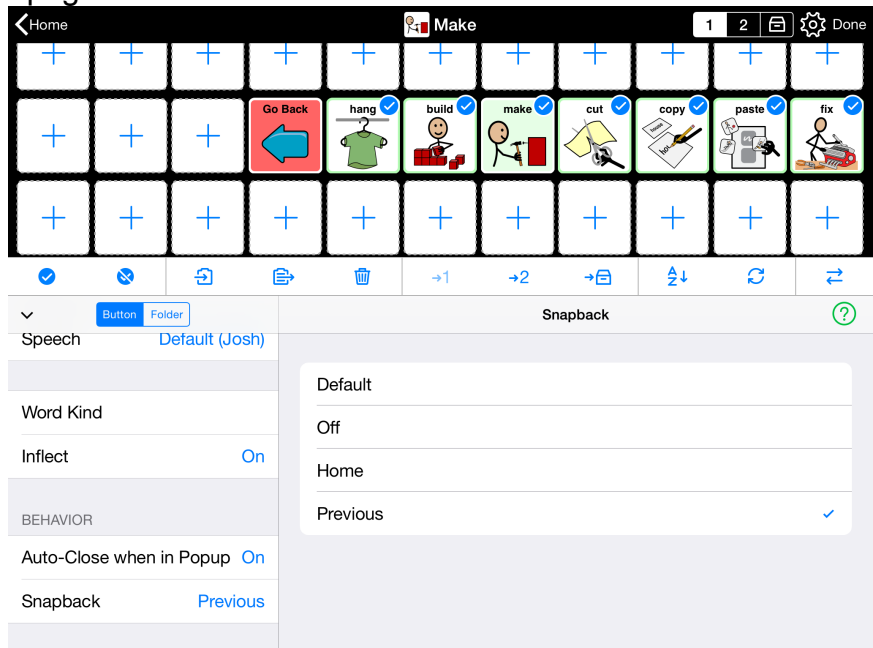 Home
Make
1 2
Done
Go Back
hang
build
make
cut
copy
paste
fix
→1
→2
A
Z
Button Folder
Snapback
?
Speech Default (Josh)
Default
Off
Home
Previous
Word Kind
Inflect On
BEHAVIOR
Auto-Close when in Popup On
Snapback Previous